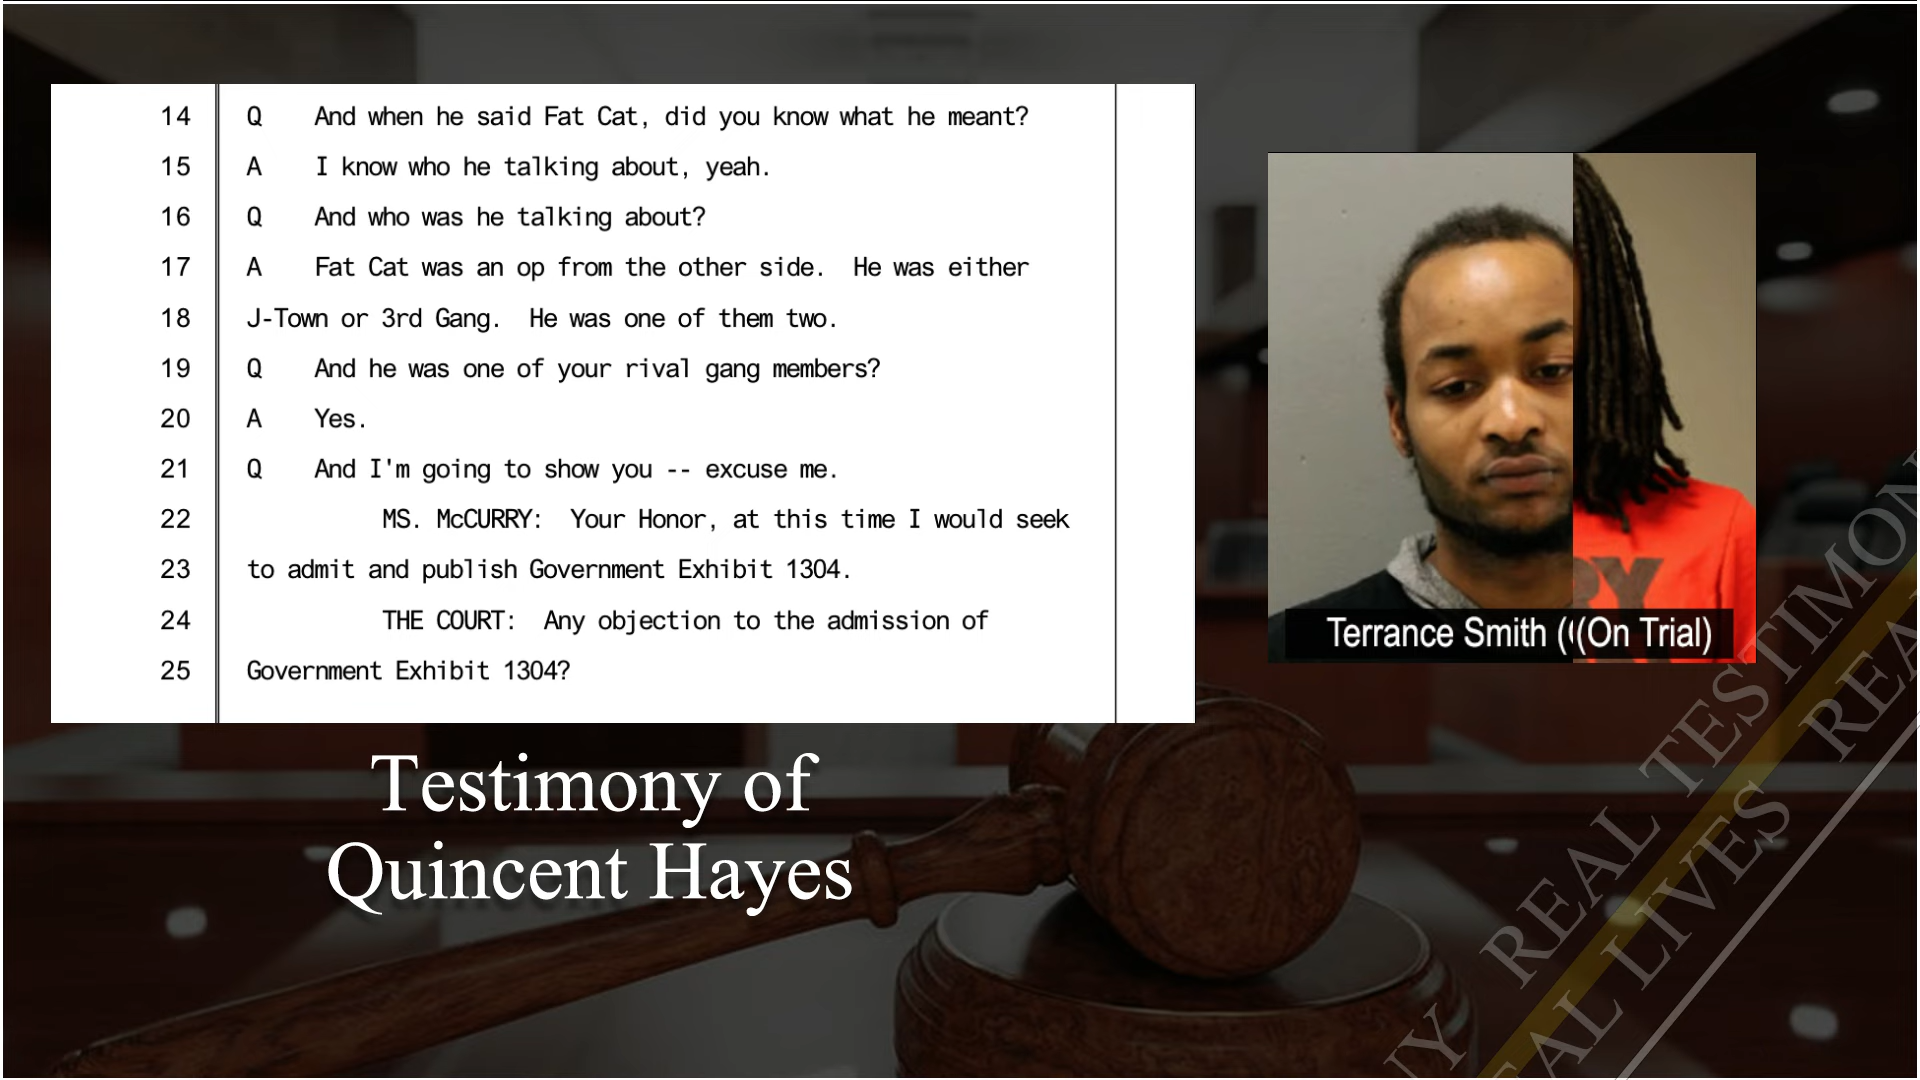 14 Q And when he said Fat Cat, did you know what he meant?
15 A I know who he talking about, yeah.
16 Q And who was he talking about?
17 A Fat Cat was an op from the other side. He was either
18 J-Town or 3rd Gang. He was one of them two.
19 Q And he was one of your rival gang members?
20 A Yes.
21 Q And I'm going to show you -- excuse me.
22 MS. McCURRY: Your Honor, at this time I would seek
23 to admit and publish Government Exhibit 1304.
24 THE COURT: Any objection to the admission of
25 Government Exhibit 1304?
Terrance Smith ((On Trial)
RY
Testimony of
Quincent Hayes
REAL TESTIMON
REAL LIVES REA